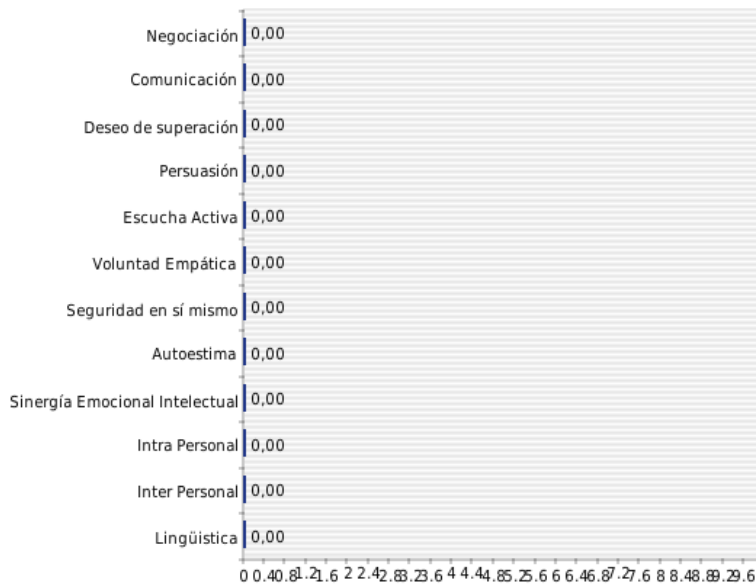 Negociación 0,00
Comunicación 0,00
Deseo de superación 0,00
Persuasión 0,00
Escucha Activa 0,00
Voluntad Empática 0,00
Seguridad en sí mismo 0,00
Autoestima 0,00
Sinergía Emocional Intelectual 0,00
Intra Personal 0,00
Inter Personal 0,00
Lingüistica 0,00
0 0.4 0.8 1.2 1.6 2 2.4 2.8 3.2 3.6 4 4.4 4.8 5.2 5.6 6 6.4 6.8 7.2 7.6 8 8.4 8.8 9.2 9.6